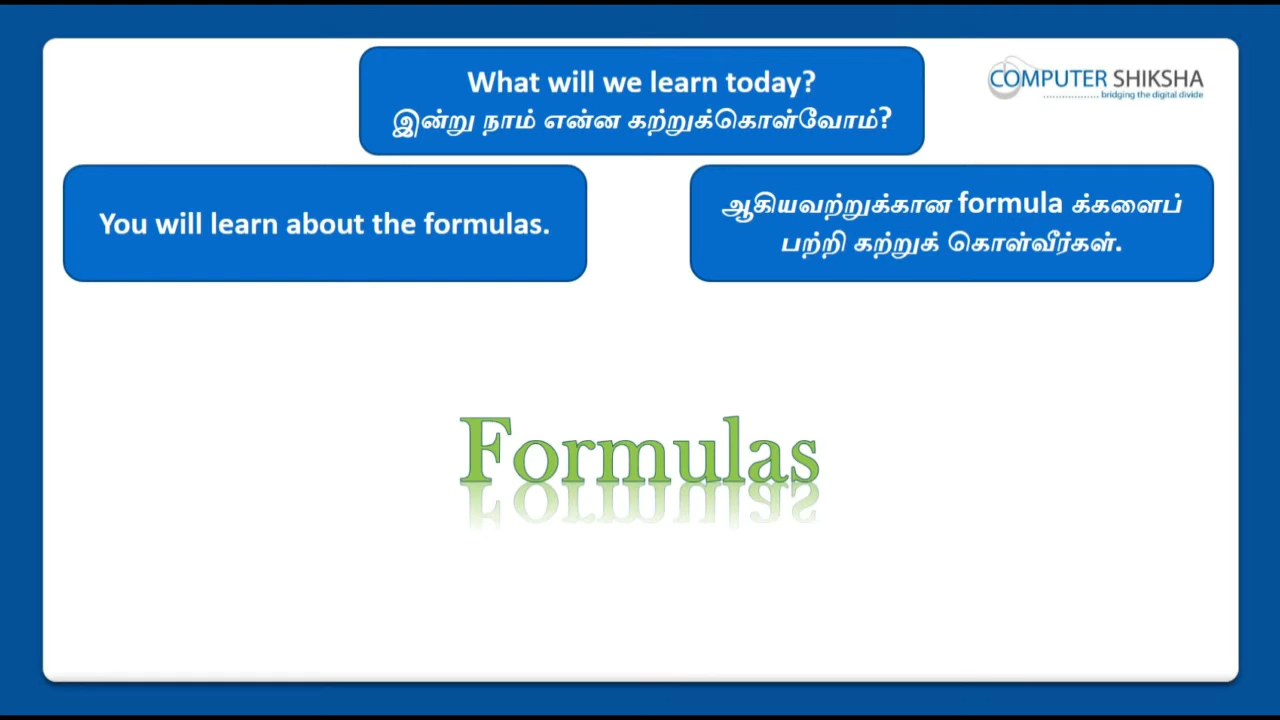 What will we learn today?
இன்று நாம் என்ன கற்றுக்கொள்வோம்?
COMPUTER SHIKSHA
bridging the digital divide
You will learn about the formulas.
ஆகியவற்றுக்கான formula க்களைப்
பற்றி கற்றுக் கொள்வீர்கள்.
Formulas